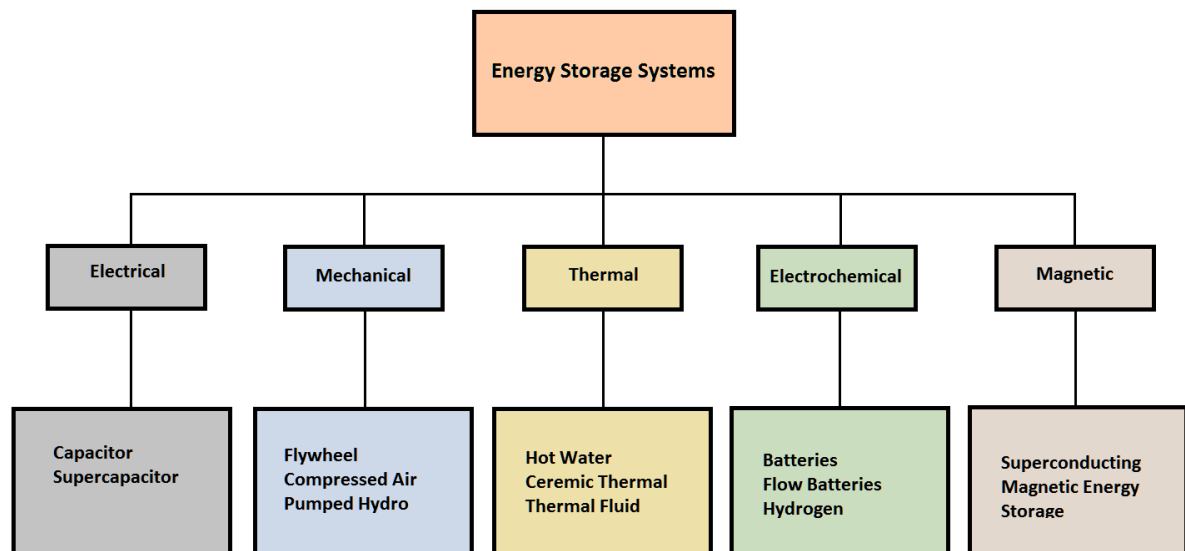 Energy Storage Systems
Electrical
Mechanical
Thermal
Electrochemical
Magnetic
Capacitor
Supercapacitor
Flywheel
Compressed Air
Pumped Hydro
Hot Water
Ceremic Thermal
Thermal Fluid
Batteries
Flow Batteries
Hydrogen
Superconducting
Magnetic Energy
Storage